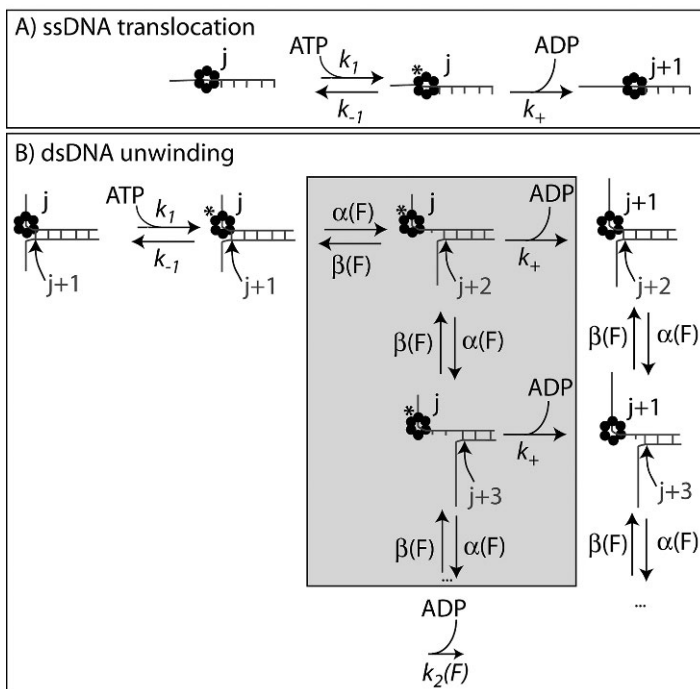 A) ssDNA translocation
ATP ADP
* j k₁ j j+1
k₋₁ k₊
B) dsDNA unwinding
j ATP k₁ * j α(F) * j ADP j+1
k₋₁ β(F) k₊
j+1 j+1 j+2 j+2
β(F) α(F) β(F) α(F)
* j ADP j+1
k₊
j+3 j+3
β(F) α(F) β(F) α(F)
... ...
ADP
k₂(F)